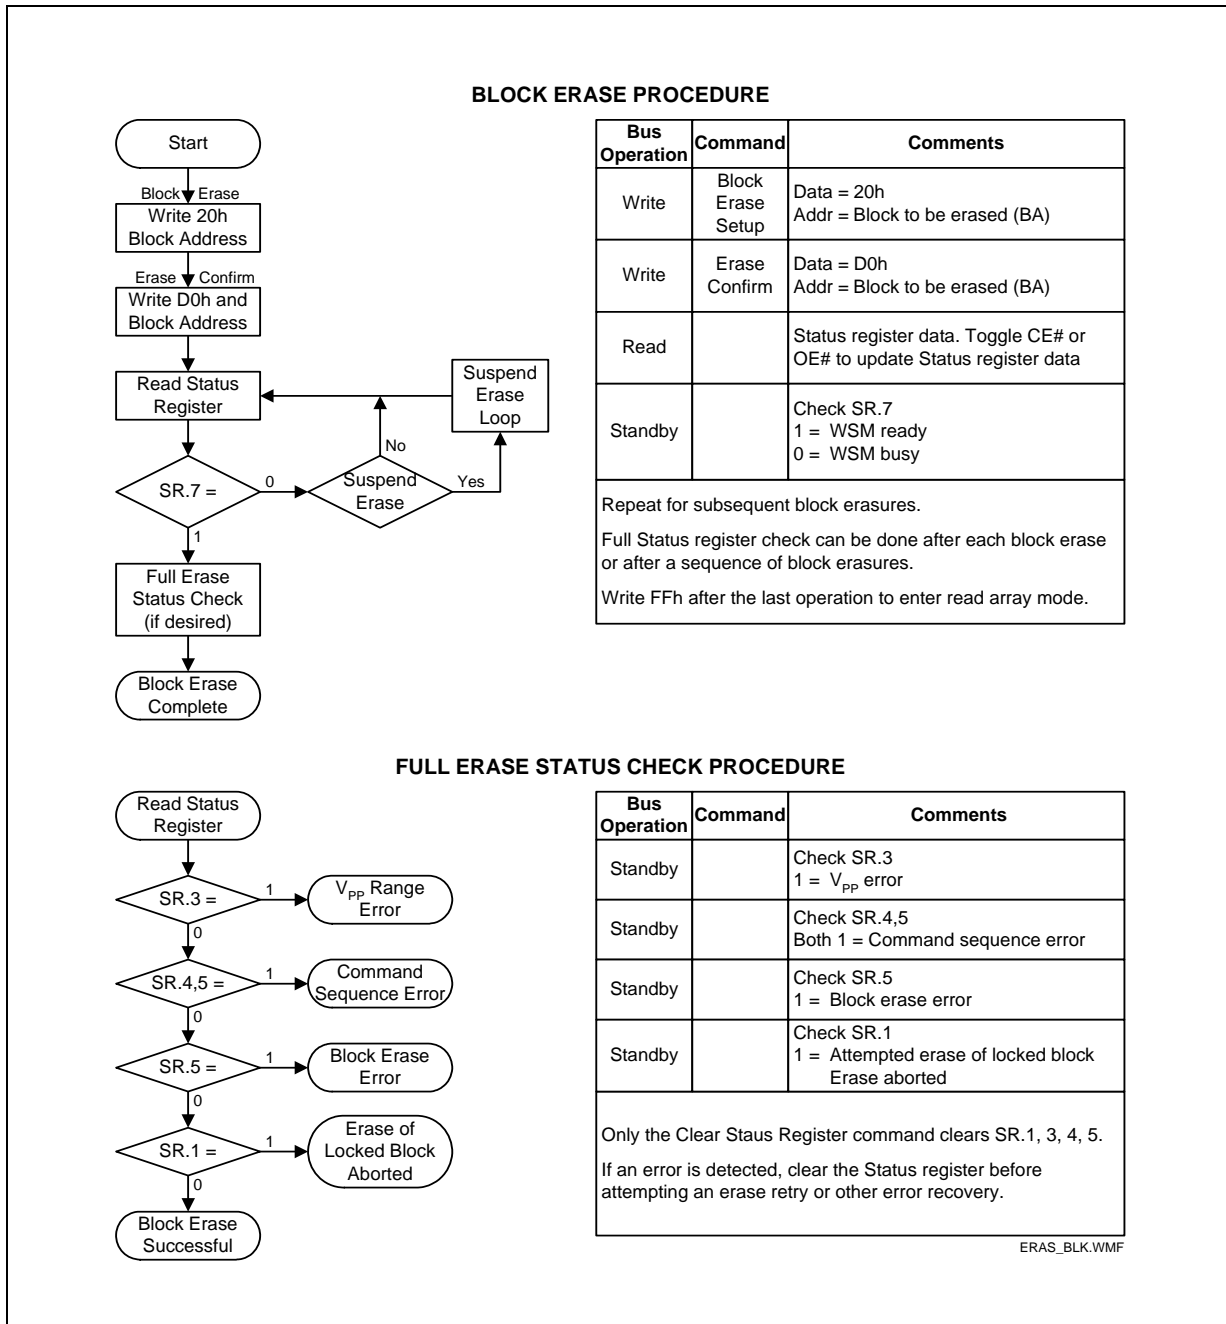 BLOCK ERASE PROCEDURE
Start
Block Erase
Write 20h
Block Address
Erase Confirm
Write D0h and
Block Address
Read Status
Register
Suspend
Erase
Loop
SR.7 =
0
Suspend
Erase
No
Yes
1
Full Erase
Status Check
(if desired)
Block Erase
Complete
Bus
Operation
Command
Comments
Write
Block
Erase
Setup
Data = 20h
Addr = Block to be erased (BA)
Write
Erase
Confirm
Data = D0h
Addr = Block to be erased (BA)
Read
Status register data. Toggle CE# or
OE# to update Status register data
Standby
Check SR.7
1 = WSM ready
0 = WSM busy
Repeat for subsequent block erasures.
Full Status register check can be done after each block erase
or after a sequence of block erasures.
Write FFh after the last operation to enter read array mode.
FULL ERASE STATUS CHECK PROCEDURE
Read Status
Register
SR.3 =
1
VPP Range
Error
0
SR.4,5 =
1
Command
Sequence Error
0
SR.5 =
1
Block Erase
Error
0
SR.1 =
1
Erase of
Locked Block
Aborted
0
Block Erase
Successful
Bus
Operation
Command
Comments
Standby
Check SR.3
1 = VPP error
Standby
Check SR.4,5
Both 1 = Command sequence error
Standby
Check SR.5
1 = Block erase error
Standby
Check SR.1
1 = Attempted erase of locked block
Erase aborted
Only the Clear Staus Register command clears SR.1, 3, 4, 5.
If an error is detected, clear the Status register before
attempting an erase retry or other error recovery.
ERAS_BLK.WMF